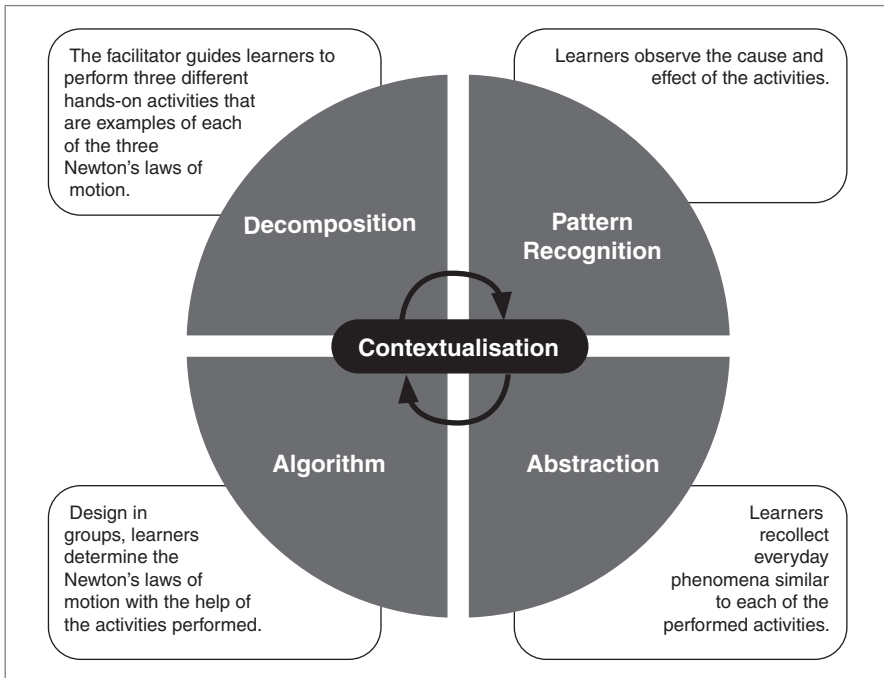 The facilitator guides learners to
perform three different
hands-on activities that
are examples of each
of the three
Newton's laws of
motion.
Learners observe the cause and
effect of the activities.
Decomposition
Pattern
Recognition
Contextualisation
Algorithm
Abstraction
Design in
groups, learners
determine the
Newton's laws of
motion with the help of
the activities performed.
Learners
recollect
everyday
phenomena similar
to each of the
performed activities.